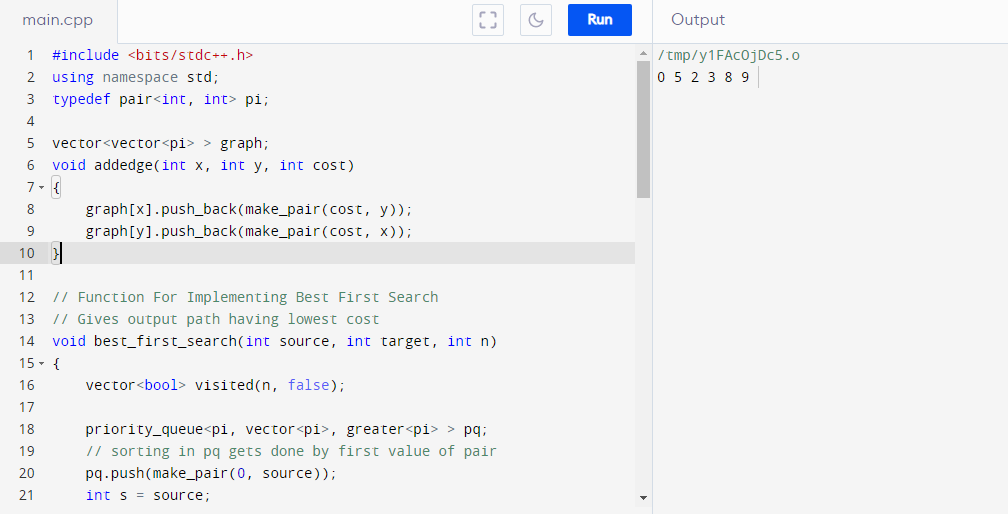 main.cpp
Run
Output
1 #include <bits/stdc++.h>
2 using namespace std;
3 typedef pair<int, int> pi;
4
5 vector<vector<pi> > graph;
6 void addedge(int x, int y, int cost)
7 {
8 graph[x].push_back(make_pair(cost, y));
9 graph[y].push_back(make_pair(cost, x));
10 }
11
12 // Function For Implementing Best First Search
13 // Gives output path having lowest cost
14 void best_first_search(int source, int target, int n)
15 {
16 vector<bool> visited(n, false);
17
18 priority_queue<pi, vector<pi>, greater<pi> > pq;
19 // sorting in pq gets done by first value of pair
20 pq.push(make_pair(0, source));
21 int s = source;
/tmp/y1FAcOjDc5.o
0 5 2 3 8 9